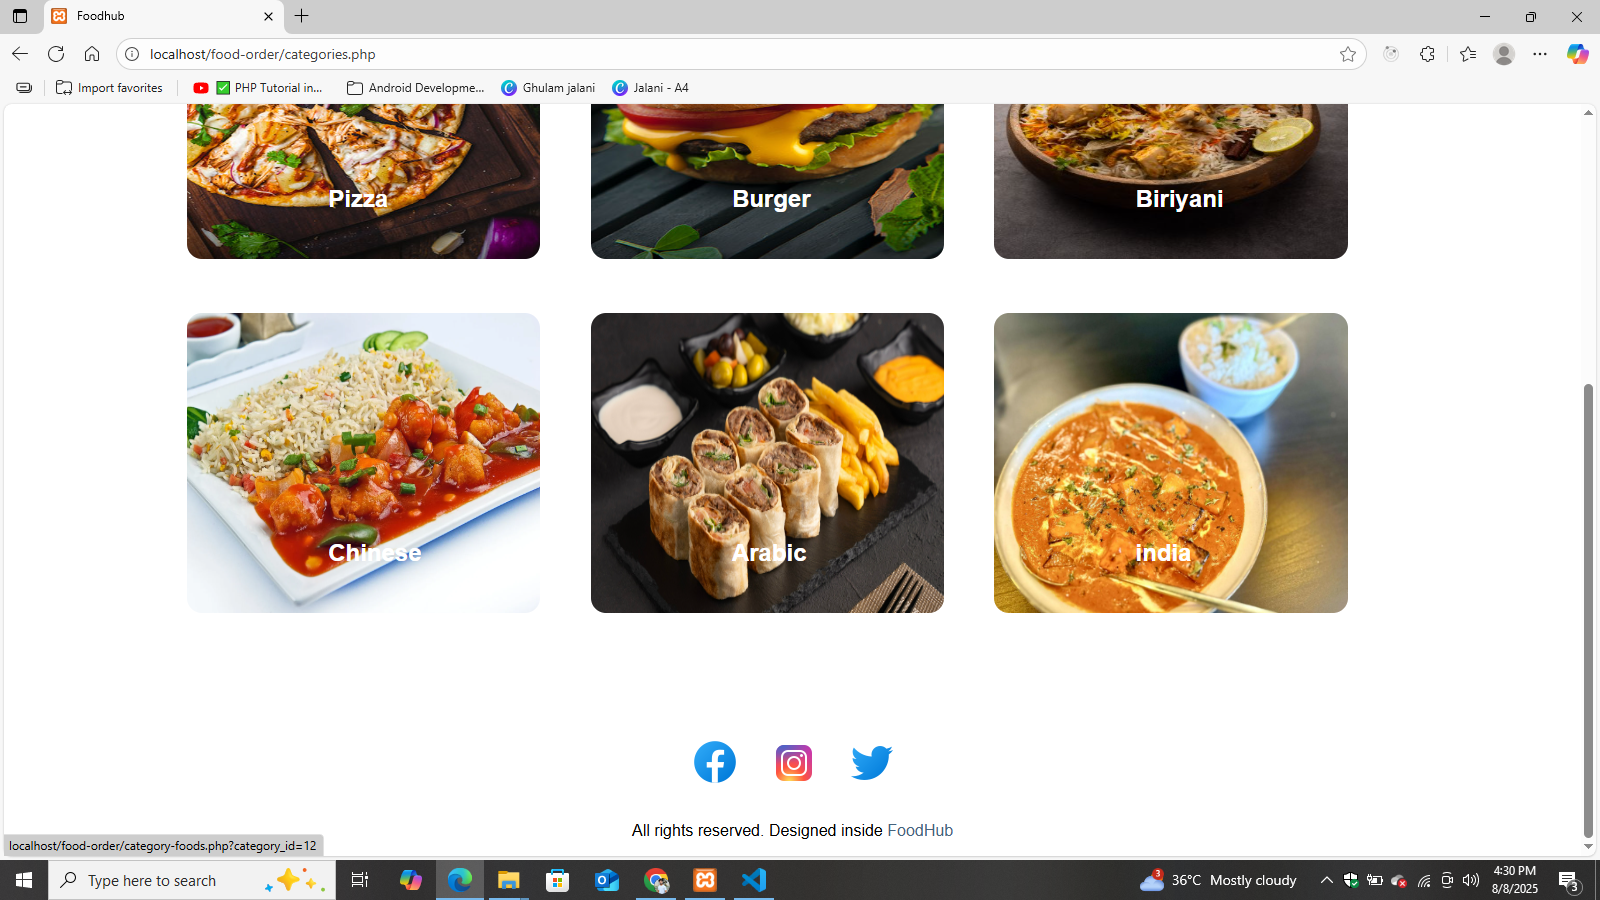 Foodhub
localhost/food-order/categories.php
Import favorites
PHP Tutorial in...
Android Developme...
Ghulam jalani
Jalani - A4
Pizza
Burger
Biriyani
Chinese
Arabic
india
All rights reserved. Designed inside FoodHub
localhost/food-order/category-foods.php?category_id=12
Type here to search
3
36°C Mostly cloudy
4:30 PM
8/8/2025
3